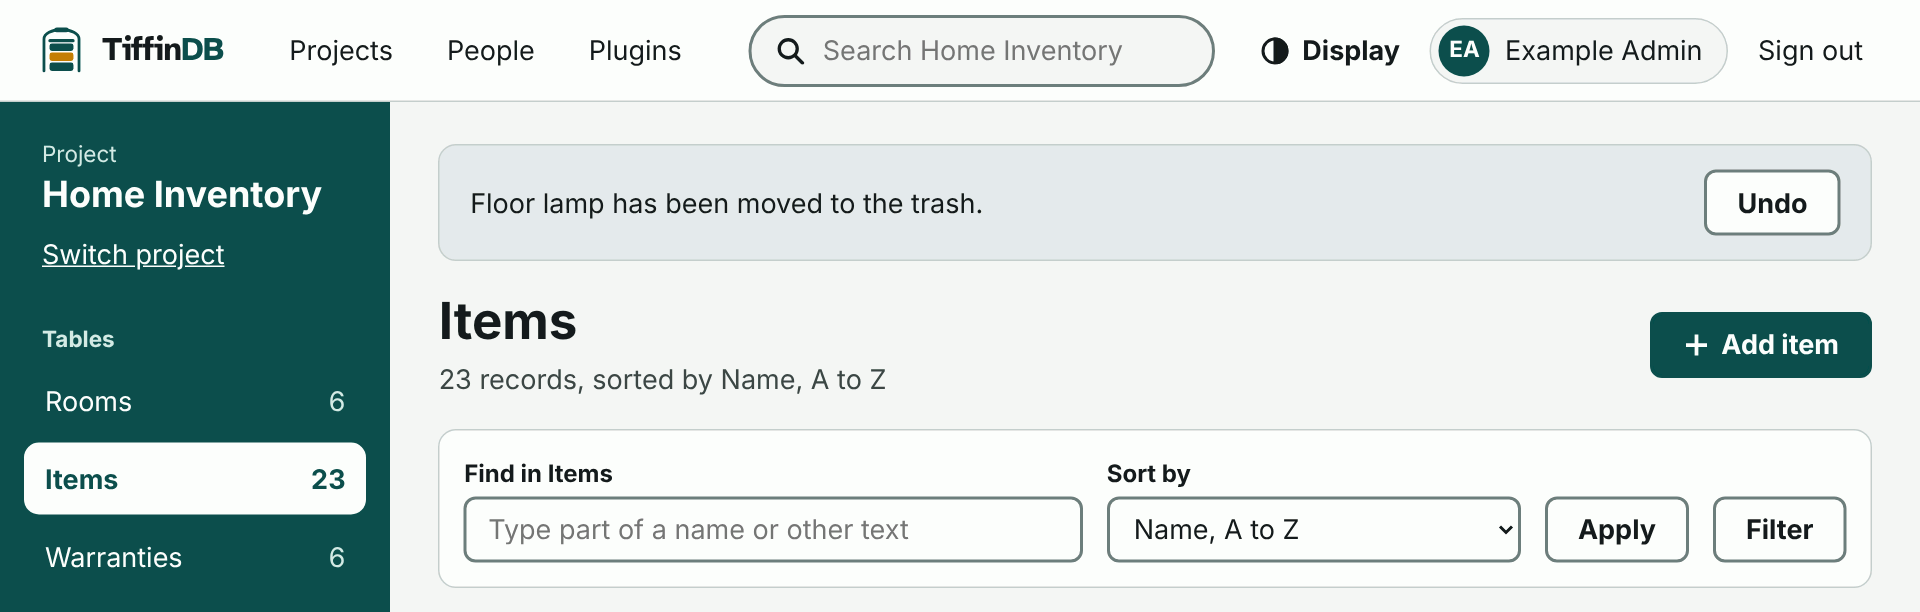 TiffinDB
Projects
People
Plugins
Search Home Inventory
Display
EA
Example Admin
Sign out
Project
Home Inventory
Switch project
Tables
Rooms 6
Items 23
Warranties 6
Floor lamp has been moved to the trash.
Undo
Items
23 records, sorted by Name, A to Z
+ Add item
Find in Items
Type part of a name or other text
Sort by
Name, A to Z
Apply
Filter